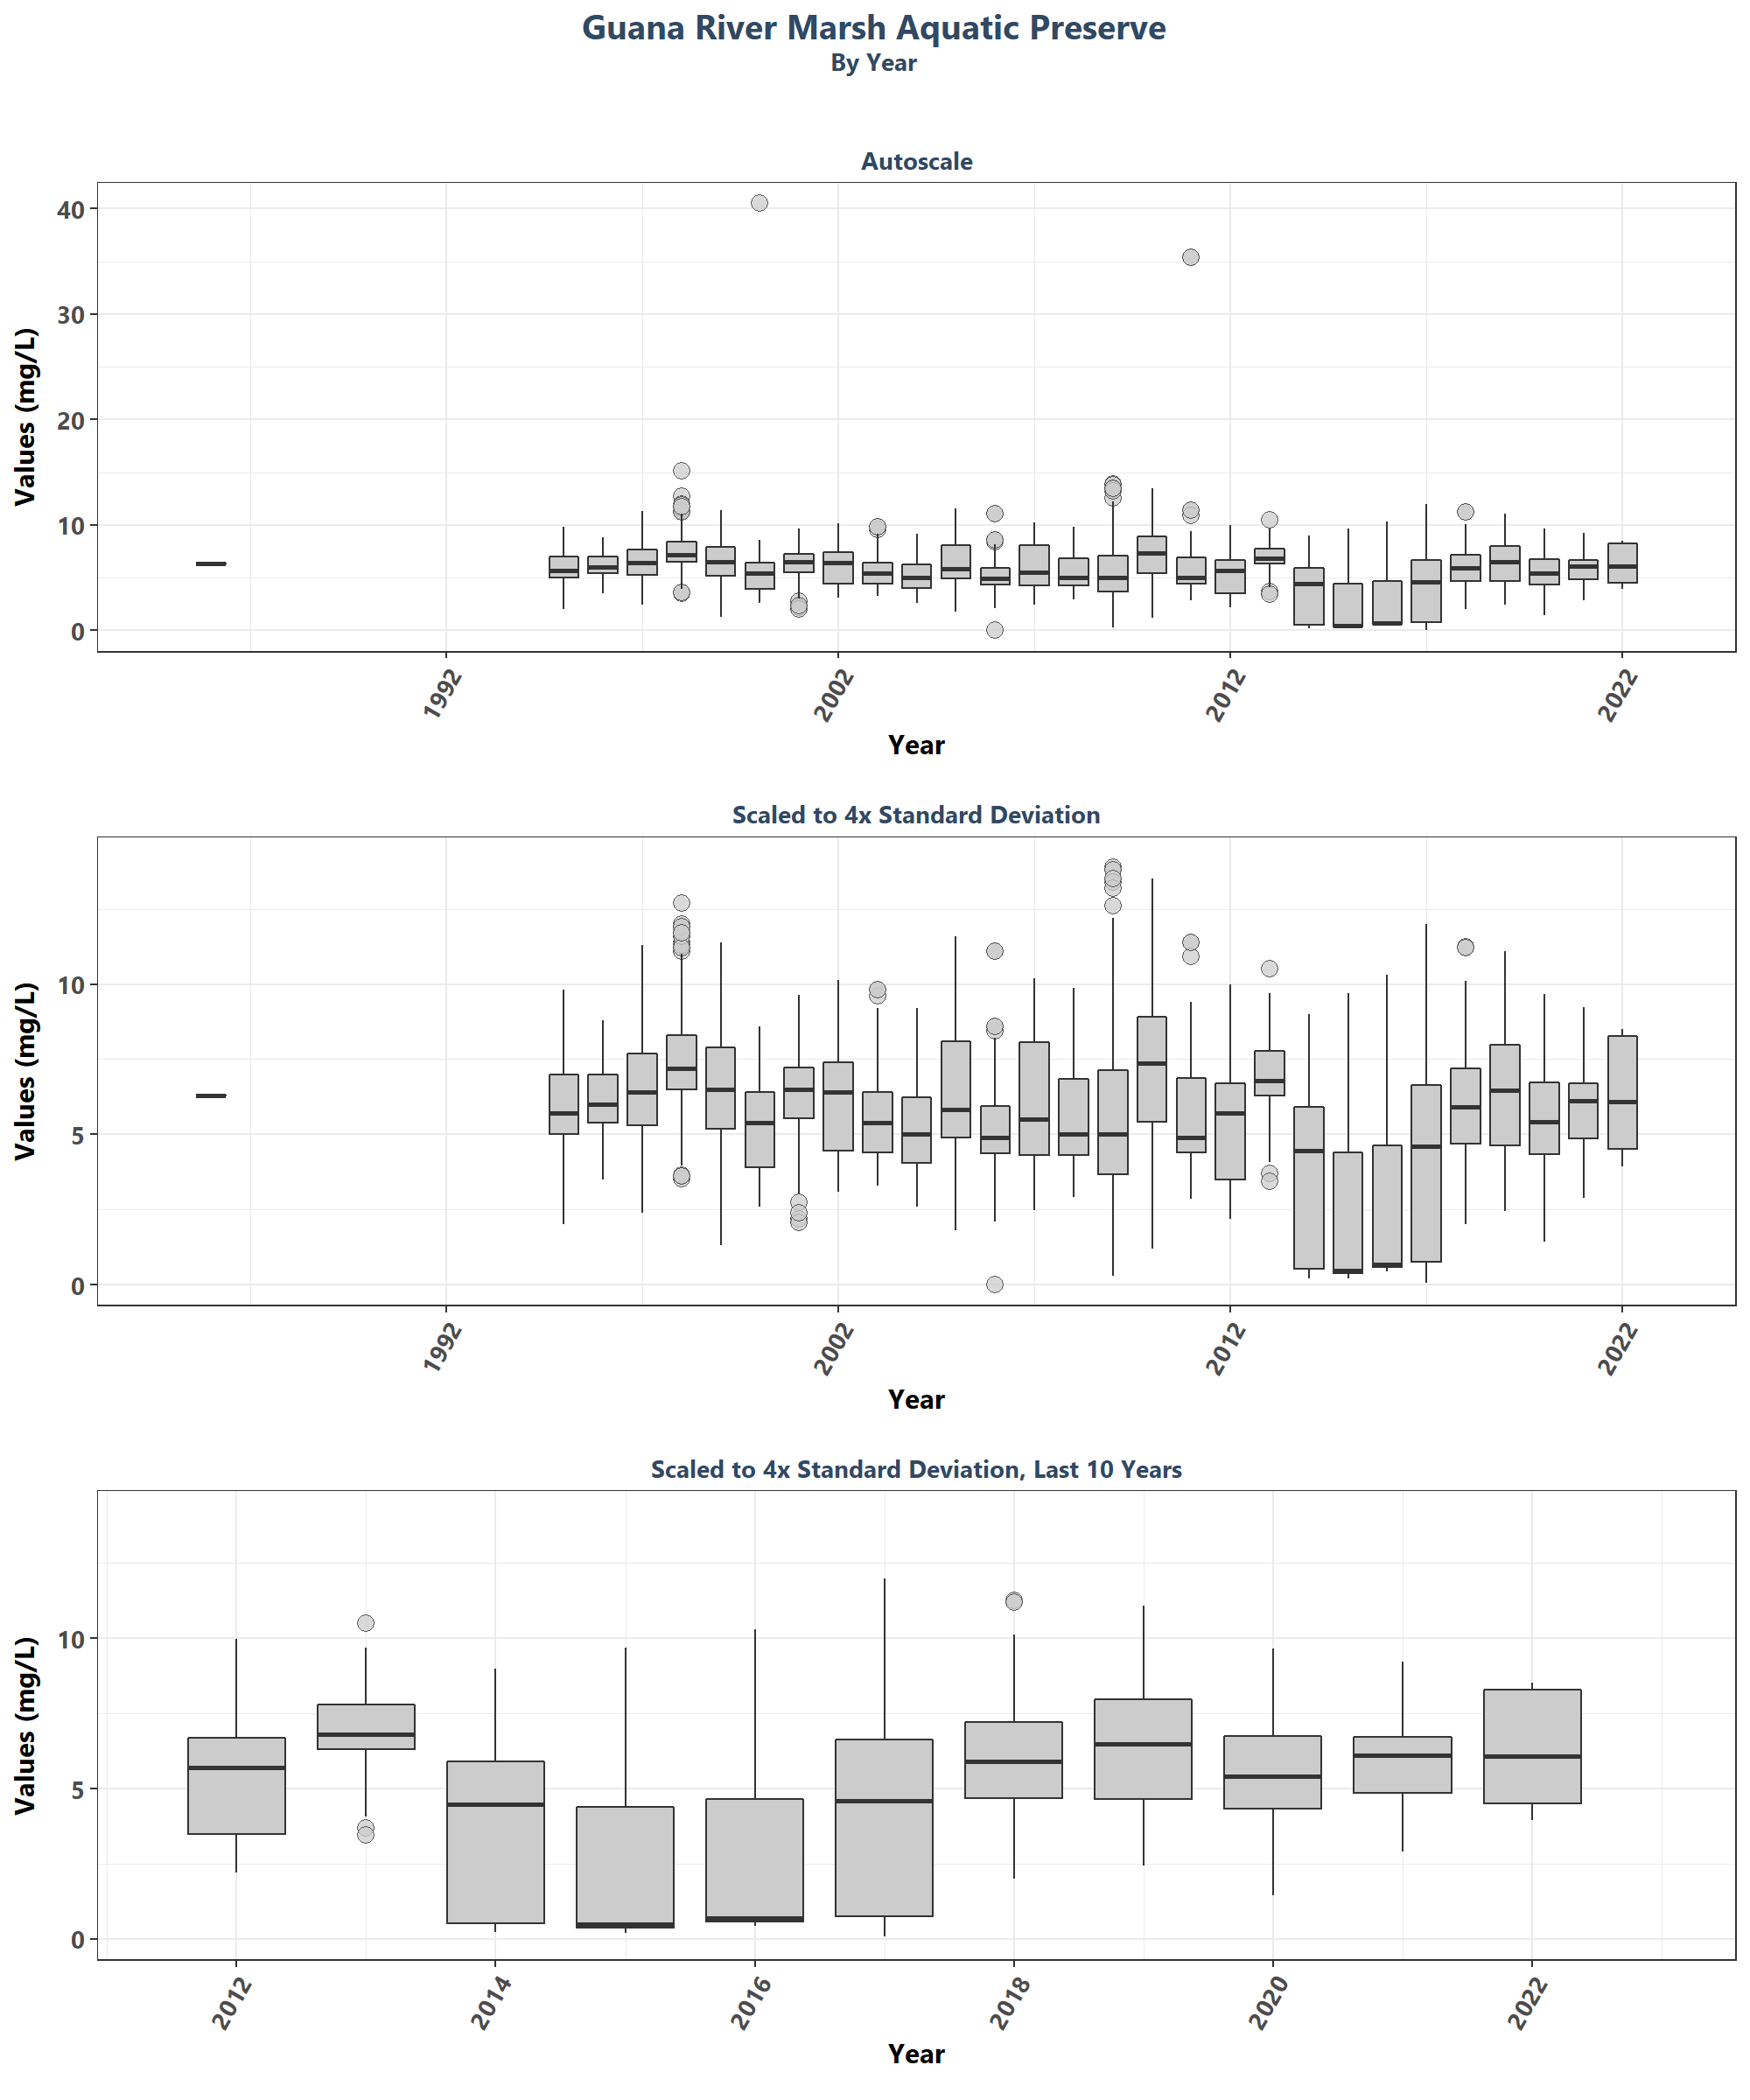 Guana River Marsh Aquatic Preserve
By Year
Autoscale
Values (mg/L)
40
30
20
10
0
1992
2002
2012
2022
Year
Scaled to 4x Standard Deviation
Values (mg/L)
10
5
0
1992
2002
2012
2022
Year
Scaled to 4x Standard Deviation, Last 10 Years
Values (mg/L)
10
5
0
2012
2014
2016
2018
2020
2022
Year